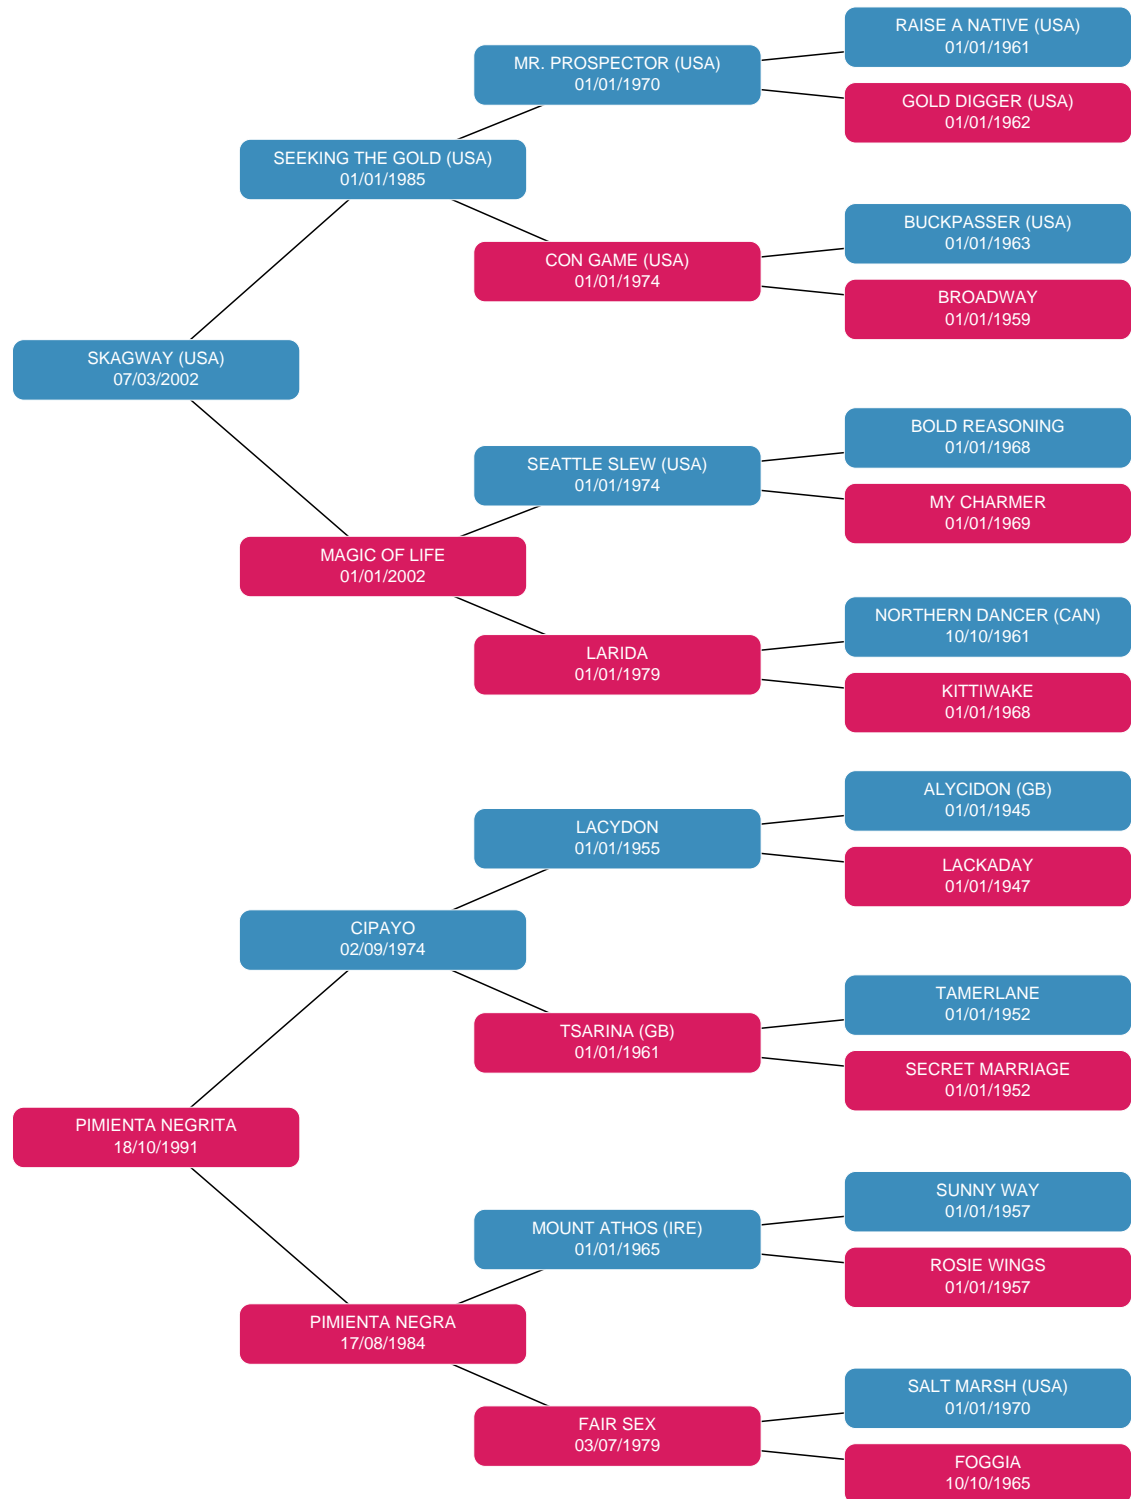 RAISE A NATIVE (USA)
01/01/1961
MR. PROSPECTOR (USA)
01/01/1970
GOLD DIGGER (USA)
01/01/1962
SEEKING THE GOLD (USA)
01/01/1985
BUCKPASSER (USA)
01/01/1963
CON GAME (USA)
01/01/1974
BROADWAY
01/01/1959
SKAGWAY (USA)
07/03/2002
BOLD REASONING
01/01/1968
SEATTLE SLEW (USA)
01/01/1974
MY CHARMER
01/01/1969
MAGIC OF LIFE
01/01/2002
NORTHERN DANCER (CAN)
10/10/1961
LARIDA
01/01/1979
KITTIWAKE
01/01/1968
ALYCIDON (GB)
01/01/1945
LACYDON
01/01/1955
LACKADAY
01/01/1947
CIPAYO
02/09/1974
TAMERLANE
01/01/1952
TSARINA (GB)
01/01/1961
SECRET MARRIAGE
01/01/1952
PIMIENTA NEGRITA
18/10/1991
SUNNY WAY
01/01/1957
MOUNT ATHOS (IRE)
01/01/1965
ROSIE WINGS
01/01/1957
PIMIENTA NEGRA
17/08/1984
SALT MARSH (USA)
01/01/1970
FAIR SEX
03/07/1979
FOGGIA
10/10/1965